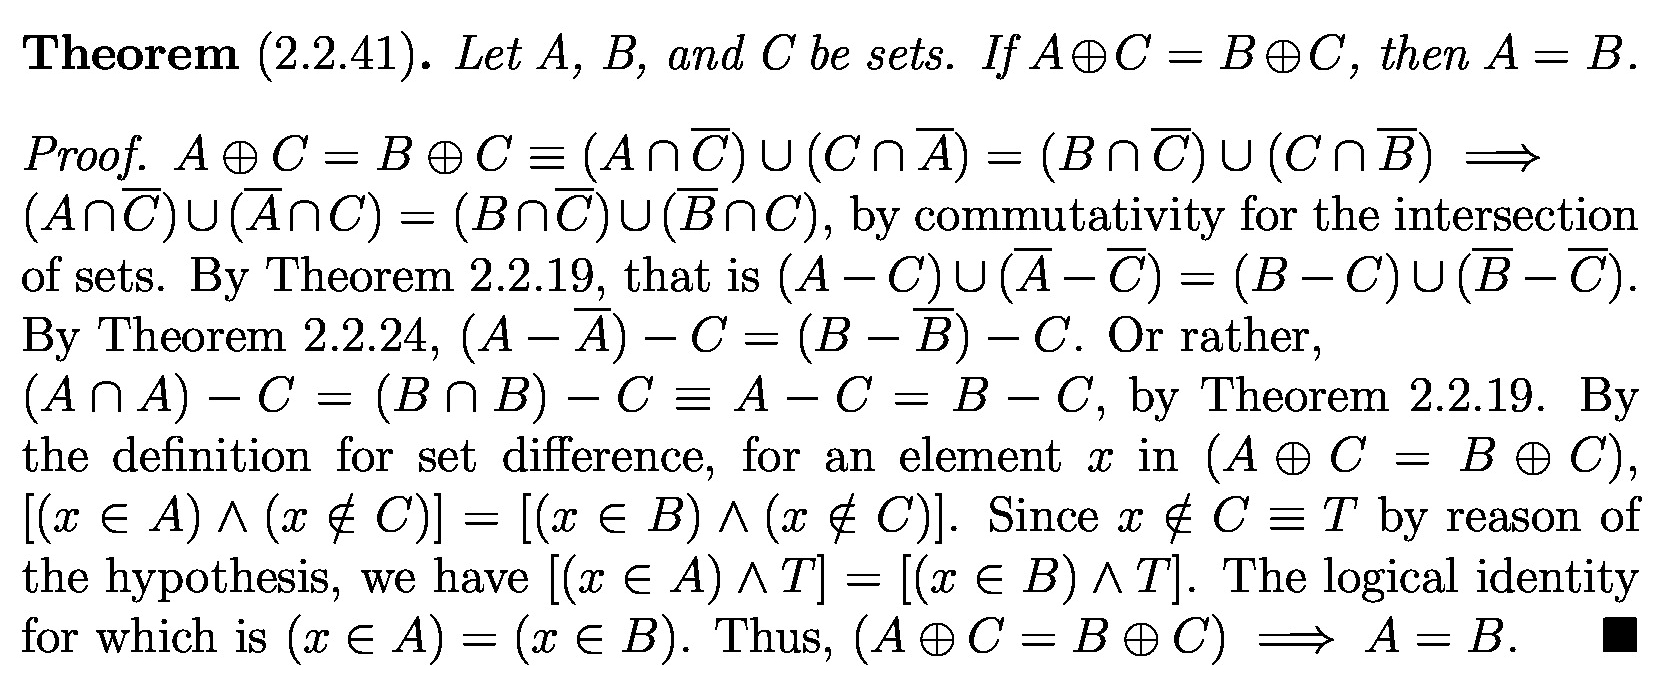 Theorem (2.2.41). Let A, B, and C be sets. If A⊕C = B⊕C, then A = B.
Proof. A ⊕ C = B ⊕ C ≡ (A ∩ C̅) ∪ (C ∩ A̅) = (B ∩ C̅) ∪ (C ∩ B̅) ⟹
(A∩C̅)∪(A̅∩C) = (B∩C̅)∪(B̅∩C), by commutativity for the intersection
of sets. By Theorem 2.2.19, that is (A − C)∪(A̅ − C̅) = (B − C)∪(B̅ − C̅).
By Theorem 2.2.24, (A − A̅) − C = (B − B̅) − C. Or rather,
(A ∩ A) − C = (B ∩ B) − C ≡ A − C = B − C, by Theorem 2.2.19. By
the definition for set difference, for an element x in (A ⊕ C = B ⊕ C),
[(x ∈ A) ∧ (x ∉ C)] = [(x ∈ B) ∧ (x ∉ C)]. Since x ∉ C ≡ T by reason of
the hypothesis, we have [(x ∈ A) ∧ T] = [(x ∈ B) ∧ T]. The logical identity
for which is (x ∈ A) = (x ∈ B). Thus, (A ⊕ C = B ⊕ C) ⟹ A = B. ■